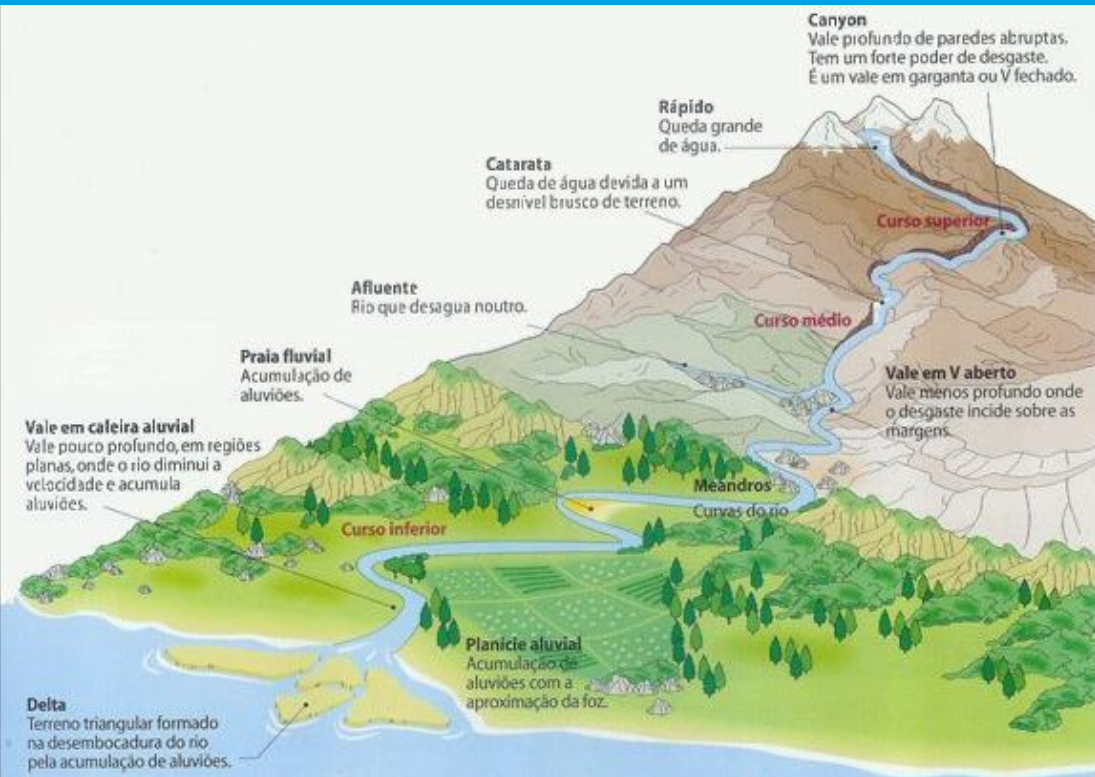 Canyon
Vale profundo de paredes abruptas.
Tem um forte poder de desgaste.
É um vale em garganta ou V fechado.
Rápido
Queda grande
de água.
Catarata
Queda de água devida a um
desnível brusco de terreno.
Curso superior
Afluente
Rio que desagua noutro.
Curso médio
Praia fluvial
Acumulação de
aluviões.
Vale em V aberto
Vale menos profundo onde
o desgaste incide sobre as
margens.
Vale em caleira aluvial
Vale pouco profundo, em regiões
planas, onde o rio diminui a
velocidade e acumula
aluviões.
Meandros
Curvas do rio
Curso inferior
Planície aluvial
Acumulação de
aluviões com a
aproximação da foz.
Delta
Terreno triangular formado
na desembocadura do rio
pela acumulação de aluviões.